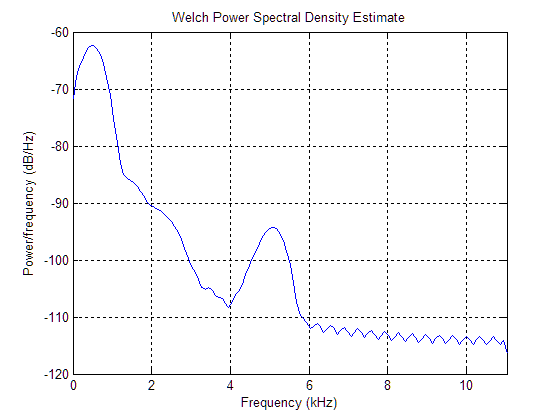 Welch Power Spectral Density Estimate
Power/frequency (dB/Hz)
-60
-70
-80
-90
-100
-110
-120
0 2 4 6 8 10
Frequency (kHz)